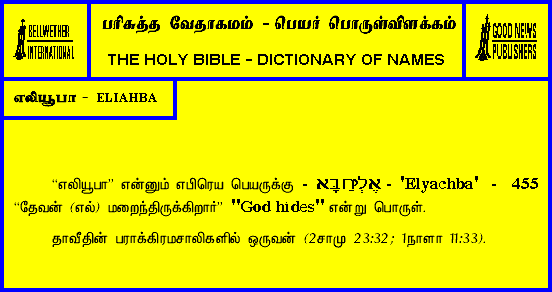 BELLWETHER
INTERNATIONAL
பரிசுத்த வேதாகமம் - பெயர் பொருள்விளக்கம்
THE HOLY BIBLE - DICTIONARY OF NAMES
GOOD NEWS
PUBLISHERS
எலியூபா - ELIAHBA
“எலியூபா” என்னும் எபிரெய பெயருக்கு - אֶלְיַחְבָּא - 'Elyachba' - 455
“தேவன் (எல்) மறைந்திருக்கிறார்” "God hides" என்று பொருள்.
தாவீதின் பராக்கிரமசாலிகளில் ஒருவன் (2சாமு 23:32; 1நாளா 11:33).